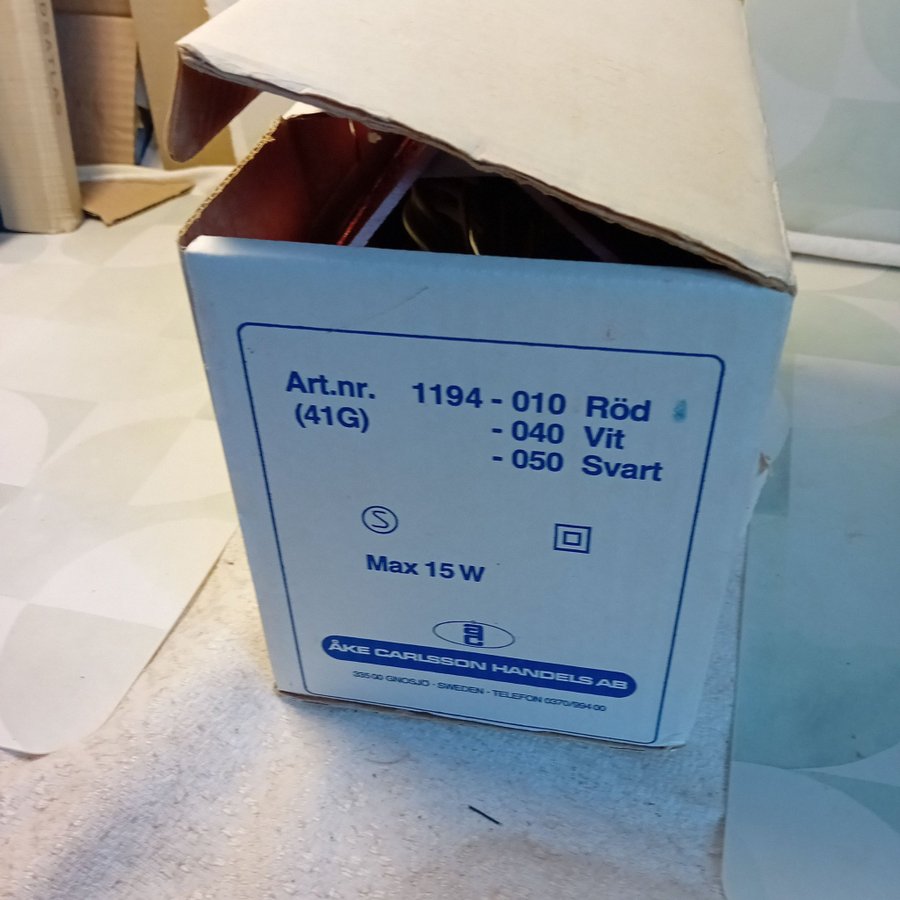 Art.nr. 1194 - 010 Röd
(41G) - 040 Vit
- 050 Svart
S
Max 15 W
ac
ÅKE CARLSSON HANDELS AB
335 00 GNOSJÖ · SWEDEN · TELEFON 0370/994 00